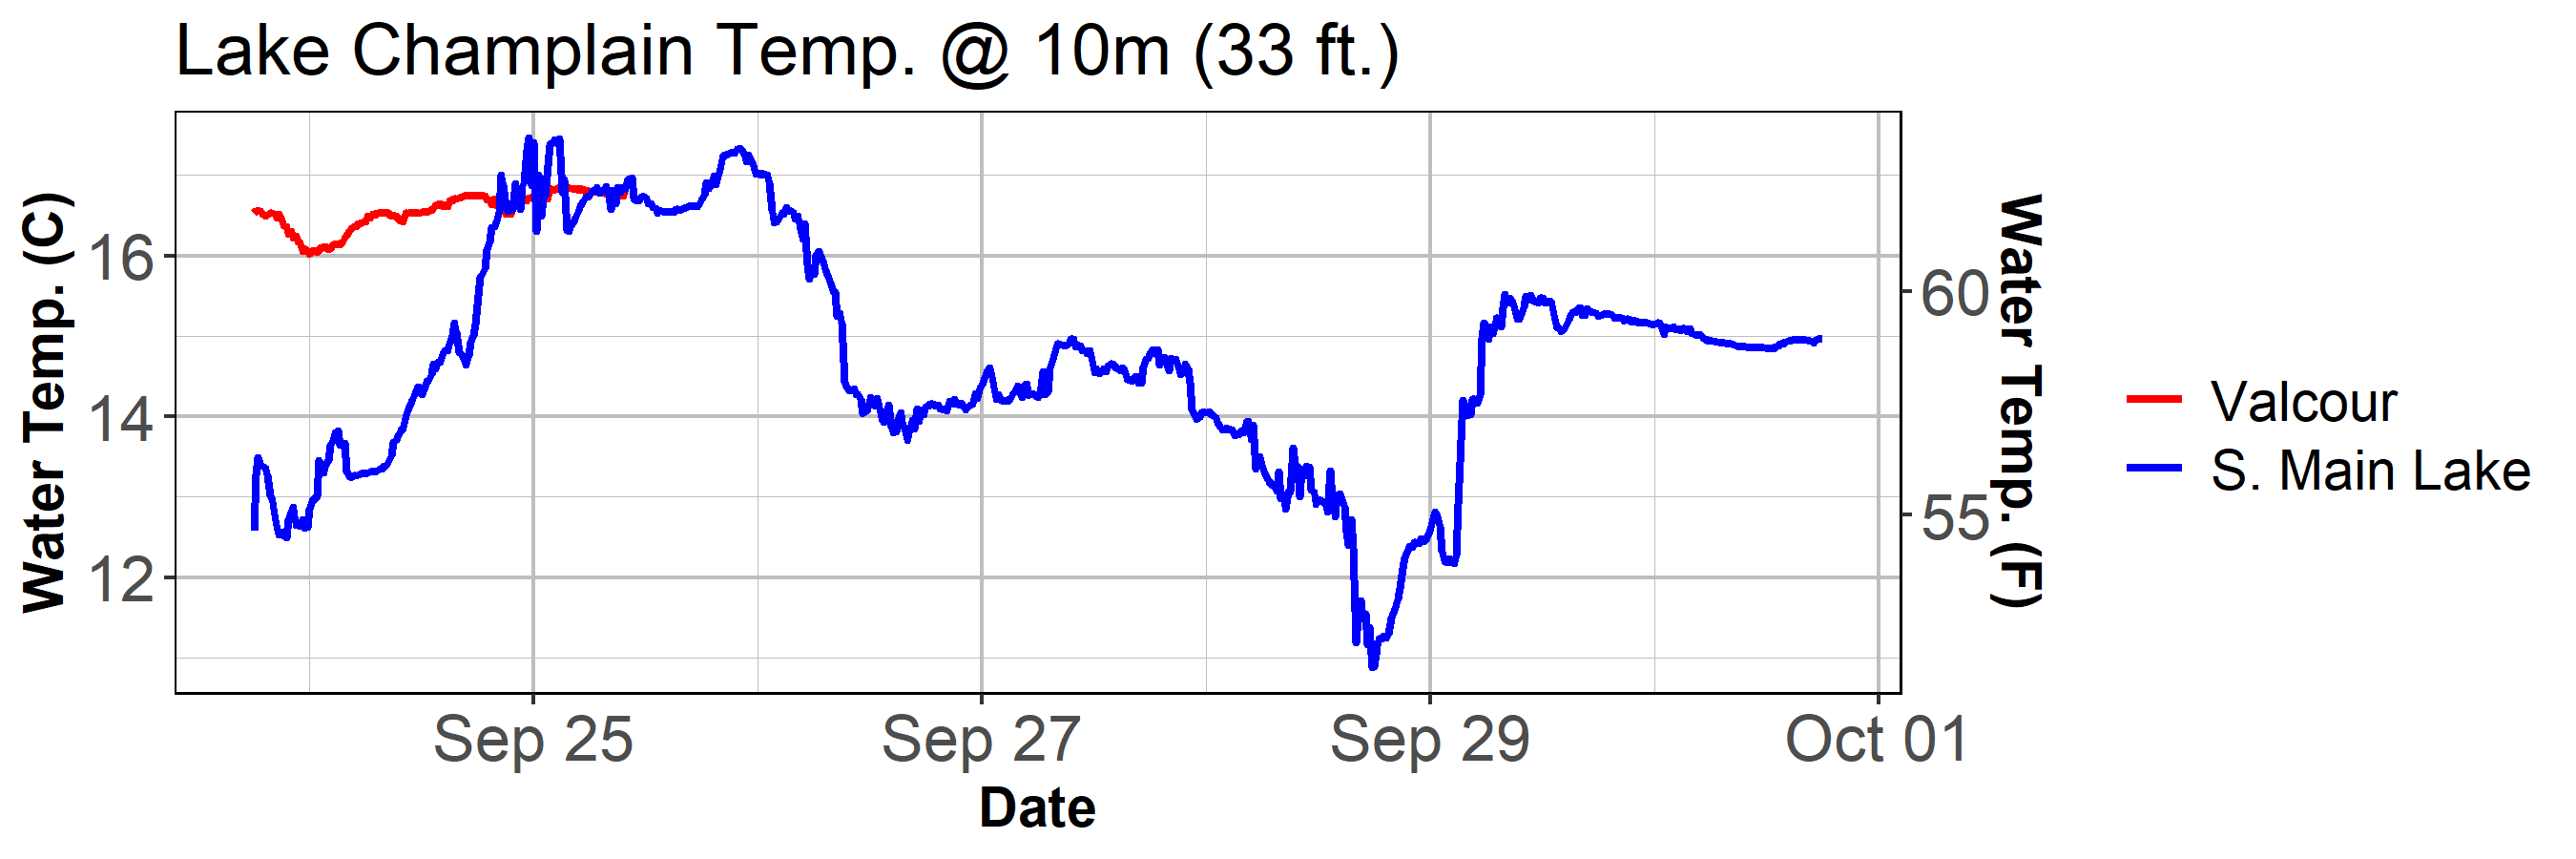 Lake Champlain Temp. @ 10m (33 ft.)
Water Temp. (C)
16
14
12
60
55
Water Temp. (F)
Sep 25
Sep 27
Sep 29
Oct 01
Date
Valcour
S. Main Lake